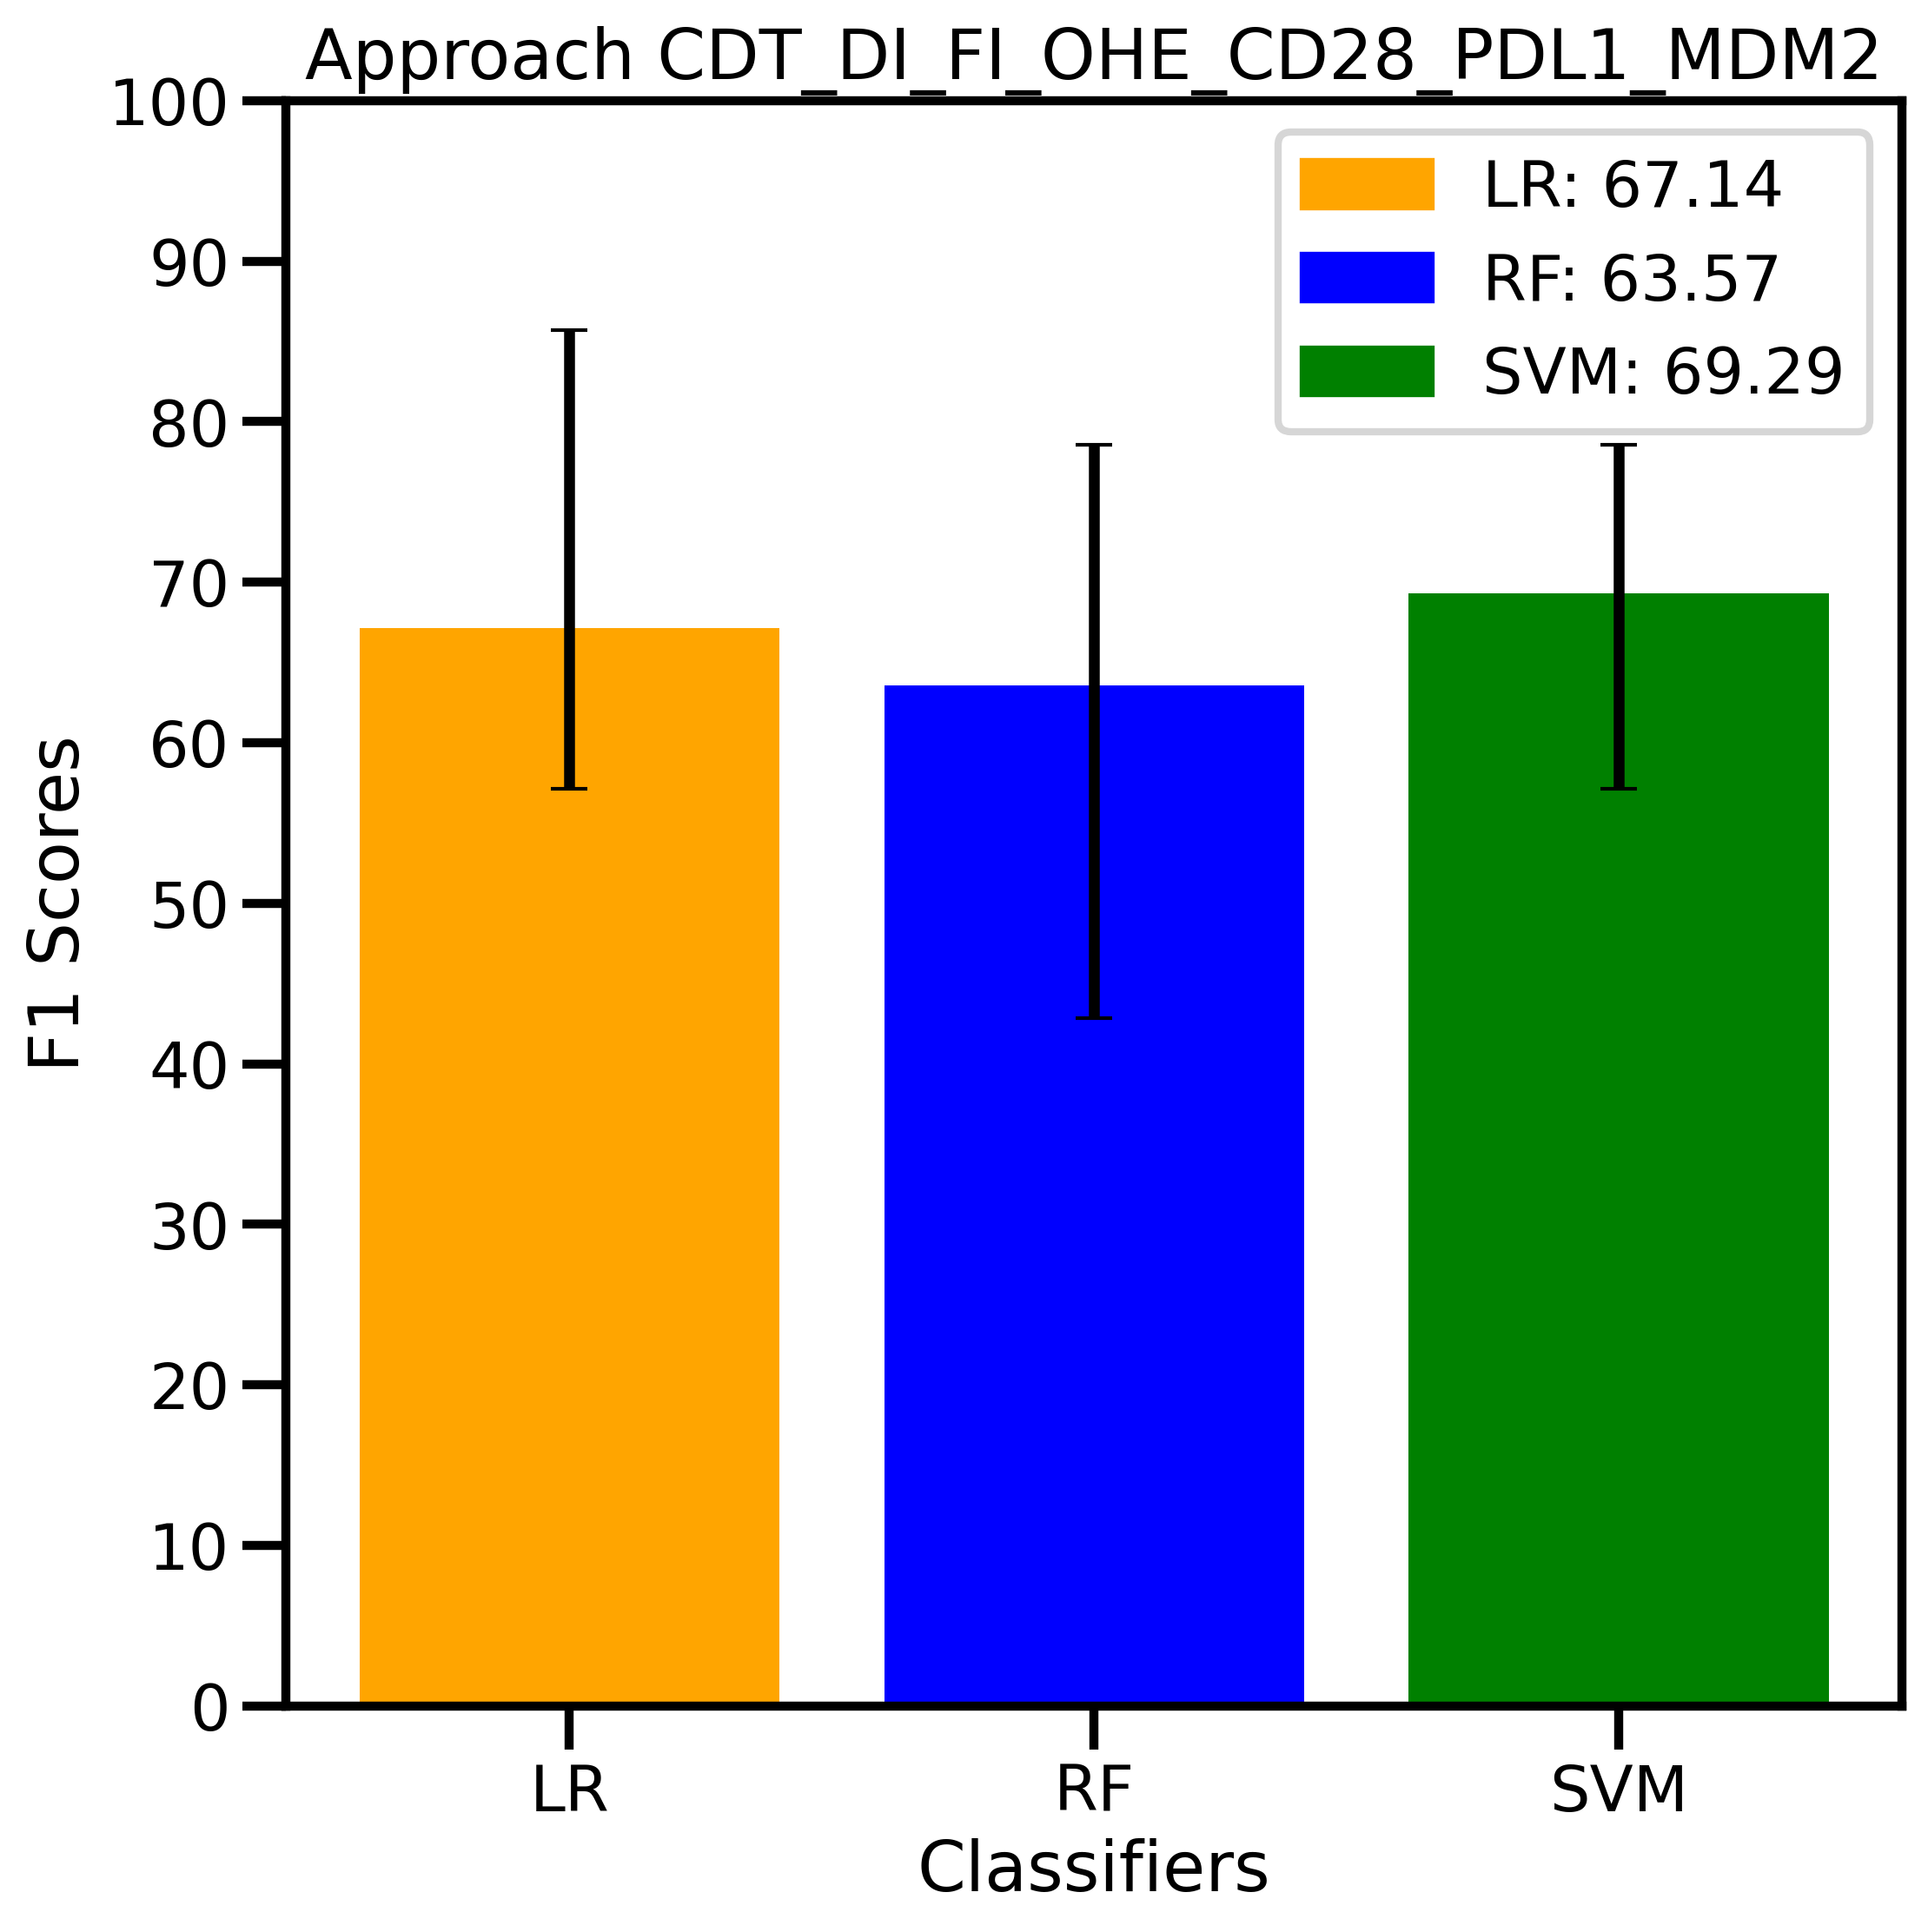 Approach CDT_DI_FI_OHE_CD28_PDL1_MDM2
LR: 67.14
RF: 63.57
SVM: 69.29
F1 Scores
100
90
80
70
60
50
40
30
20
10
0
LR
RF
SVM
Classifiers